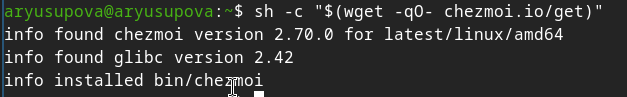 aryusupova@aryusupova:~$ sh -c "$(wget -qO- chezmoi.io/get)"
info found chezmoi version 2.70.0 for latest/linux/amd64
info found glibc version 2.42
info installed bin/chezmoi